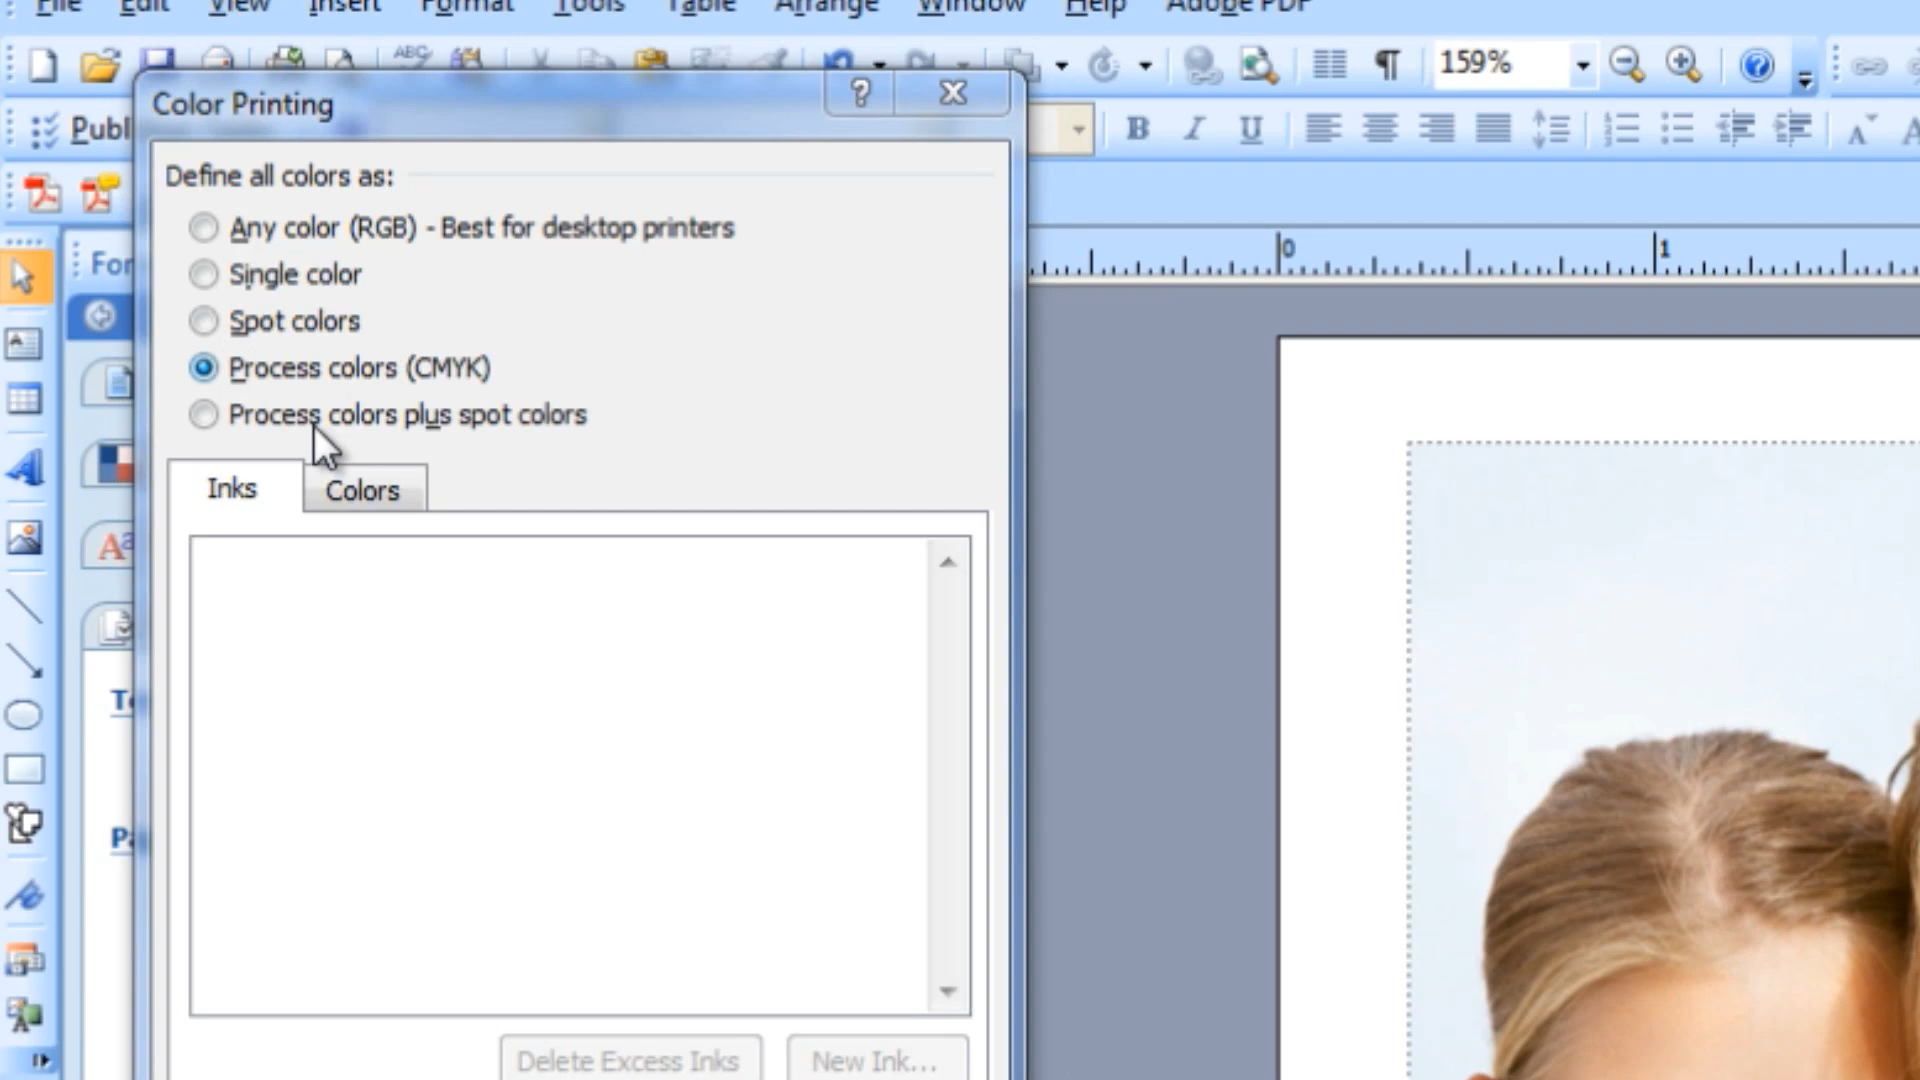 File Edit View Insert Format Tools Table Arrange Window Help Adobe PDF
ABC
159%
Color Printing
Publ
B I U
A
Define all colors as:
Any color (RGB) - Best for desktop printers
0 1
For
Single color
Spot colors
Process colors (CMYK)
Process colors plus spot colors
Inks Colors
Delete Excess Inks New Ink...